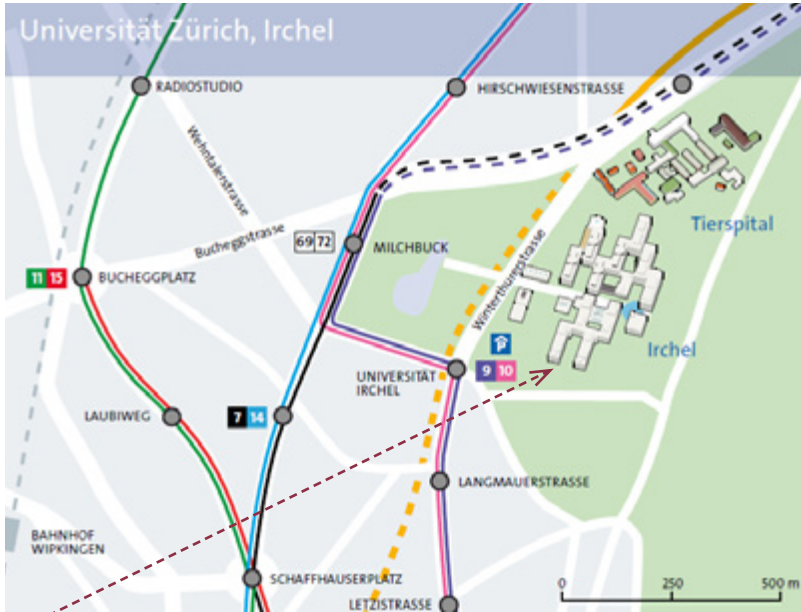 Universität Zürich, Irchel
RADIOSTUDIO
HIRSCHWIESENSTRASSE
Wehntalerstrasse
Bucheggstrasse
69 72
MILCHBUCK
Tierspital
11 15
BUCHEGGPLATZ
Winterthurerstrasse
Irchel
P
UNIVERSITÄT
IRCHEL
9 10
LAUBIWEG
7 14
LANGMAUERSTRASSE
BAHNHOF
WIPKINGEN
SCHAFFHAUSERPLATZ
LETZISTRASSE
0 250 500 m